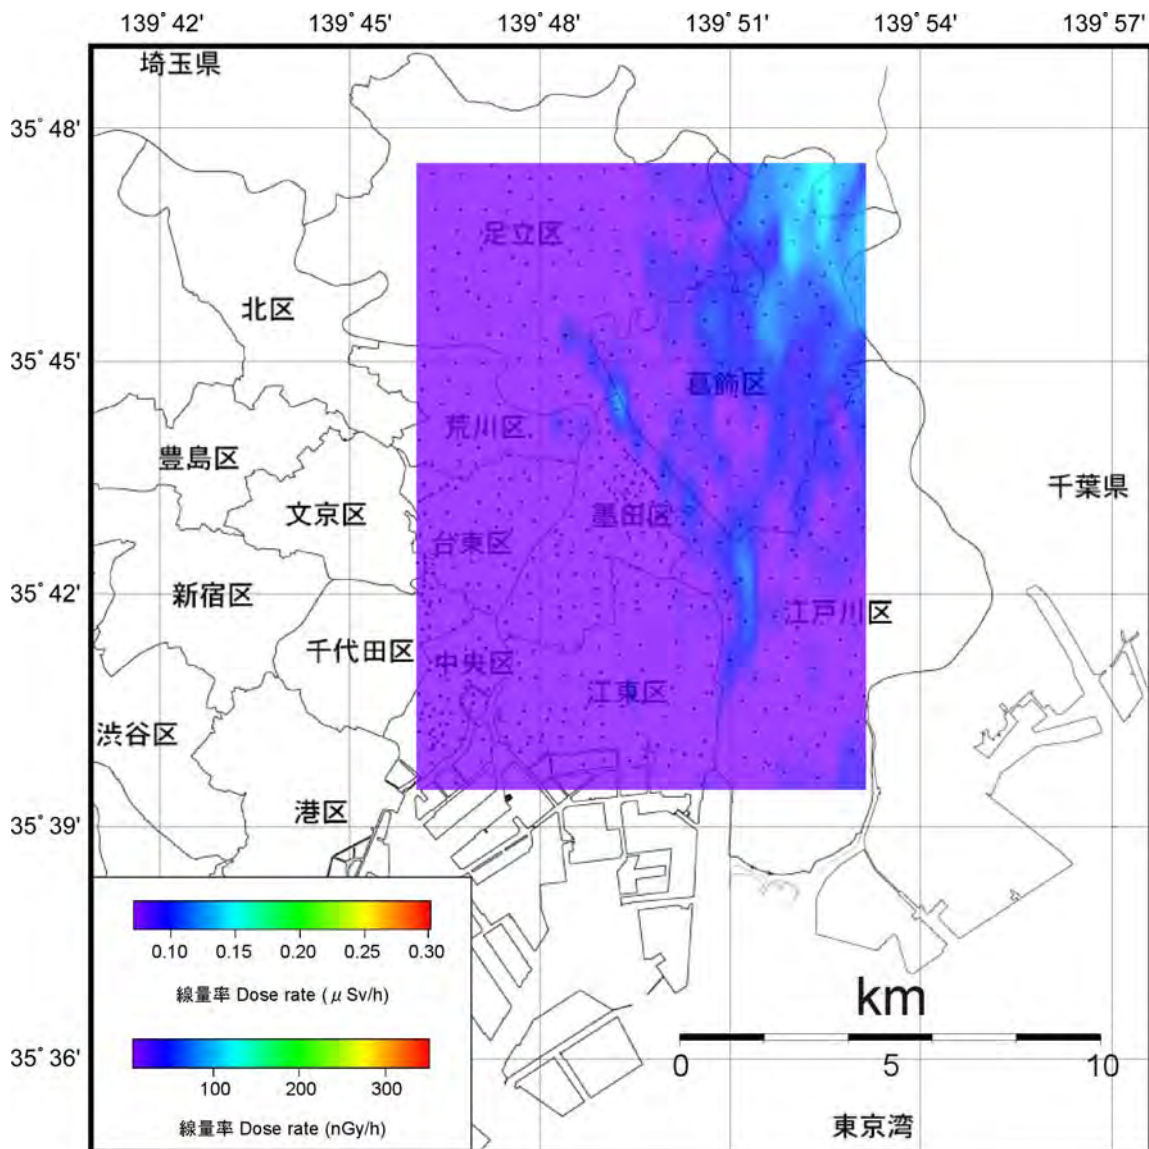 139° 42' 139° 45' 139° 48' 139° 51' 139° 54' 139° 57'
埼玉県
35° 48'
足立区
北区
35° 45'
葛飾区
荒川区
豊島区
千葉県
文京区
墨田区
台東区
35° 42'
新宿区
江戸川区
千代田区
中央区
江東区
渋谷区
港区
35° 39'
0.10 0.15 0.20 0.25 0.30
線量率 Dose rate ( μ Sv/h)
km
35° 36'
0 5 10
100 200 300
線量率 Dose rate (nGy/h)
東京湾